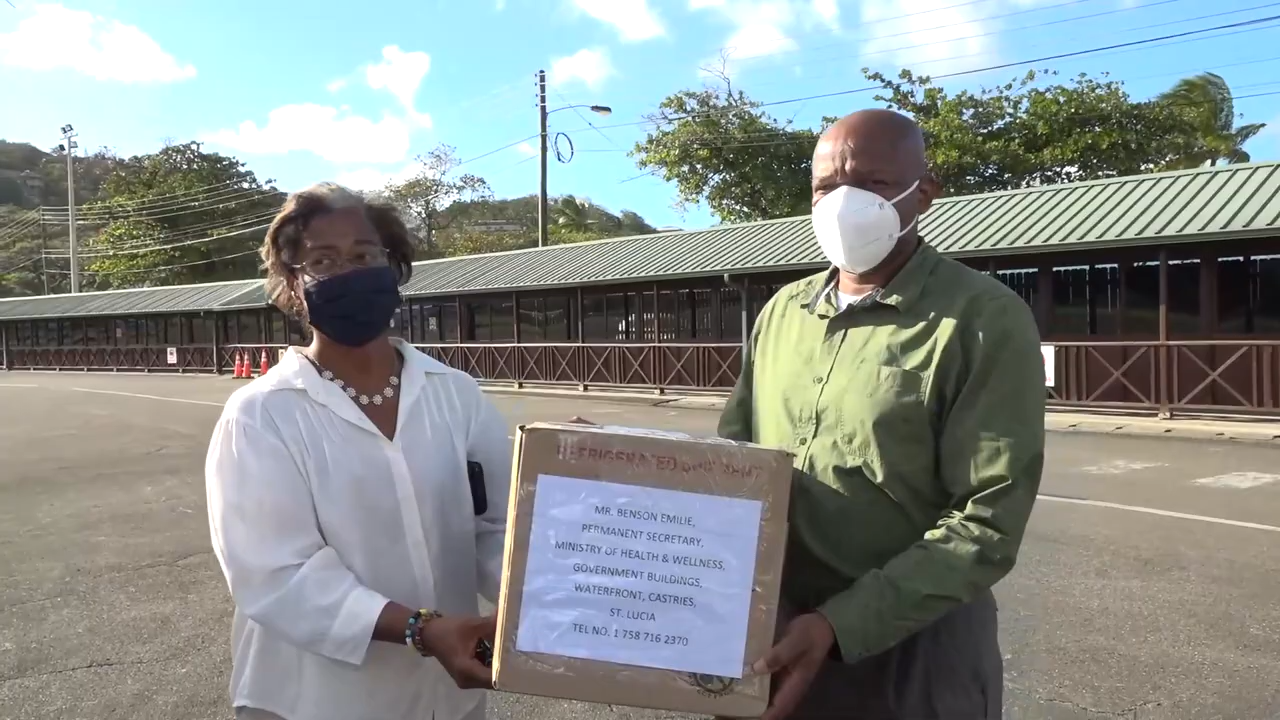 REFRIGERATED
MR. BENSON EMILIE,
PERMANENT SECRETARY,
MINISTRY OF HEALTH & WELLNESS,
GOVERNMENT BUILDINGS,
WATERFRONT, CASTRIES,
ST. LUCIA
TEL NO. 1 758 716 2370